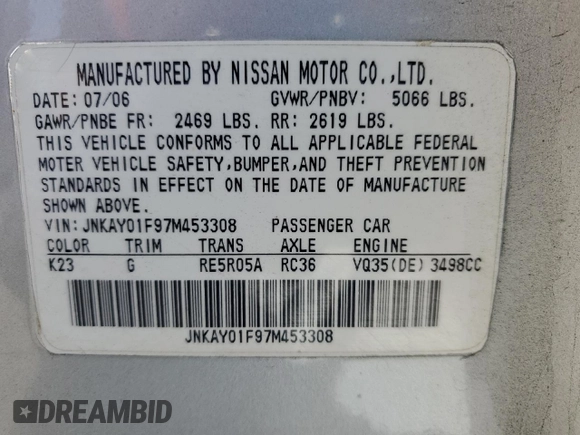 MANUFACTURED BY NISSAN MOTOR CO.,LTD.
DATE: 07/06 GVWR/PNBV: 5066 LBS.
GAWR/PNBE FR: 2469 LBS. RR: 2619 LBS.
THIS VEHICLE CONFORMS TO ALL APPLICABLE FEDERAL
MOTER VEHICLE SAFETY,BUMPER,AND THEFT PREVENTION
STANDARDS IN EFFECT ON THE DATE OF MANUFACTURE
SHOWN ABOVE.
VIN: JNKAY01F97M453308 PASSENGER CAR
COLOR TRIM TRANS AXLE ENGINE
K23 G RE5R05A RC36 VQ35(DE) 3498CC
JNKAY01F97M453308
DREAMBID